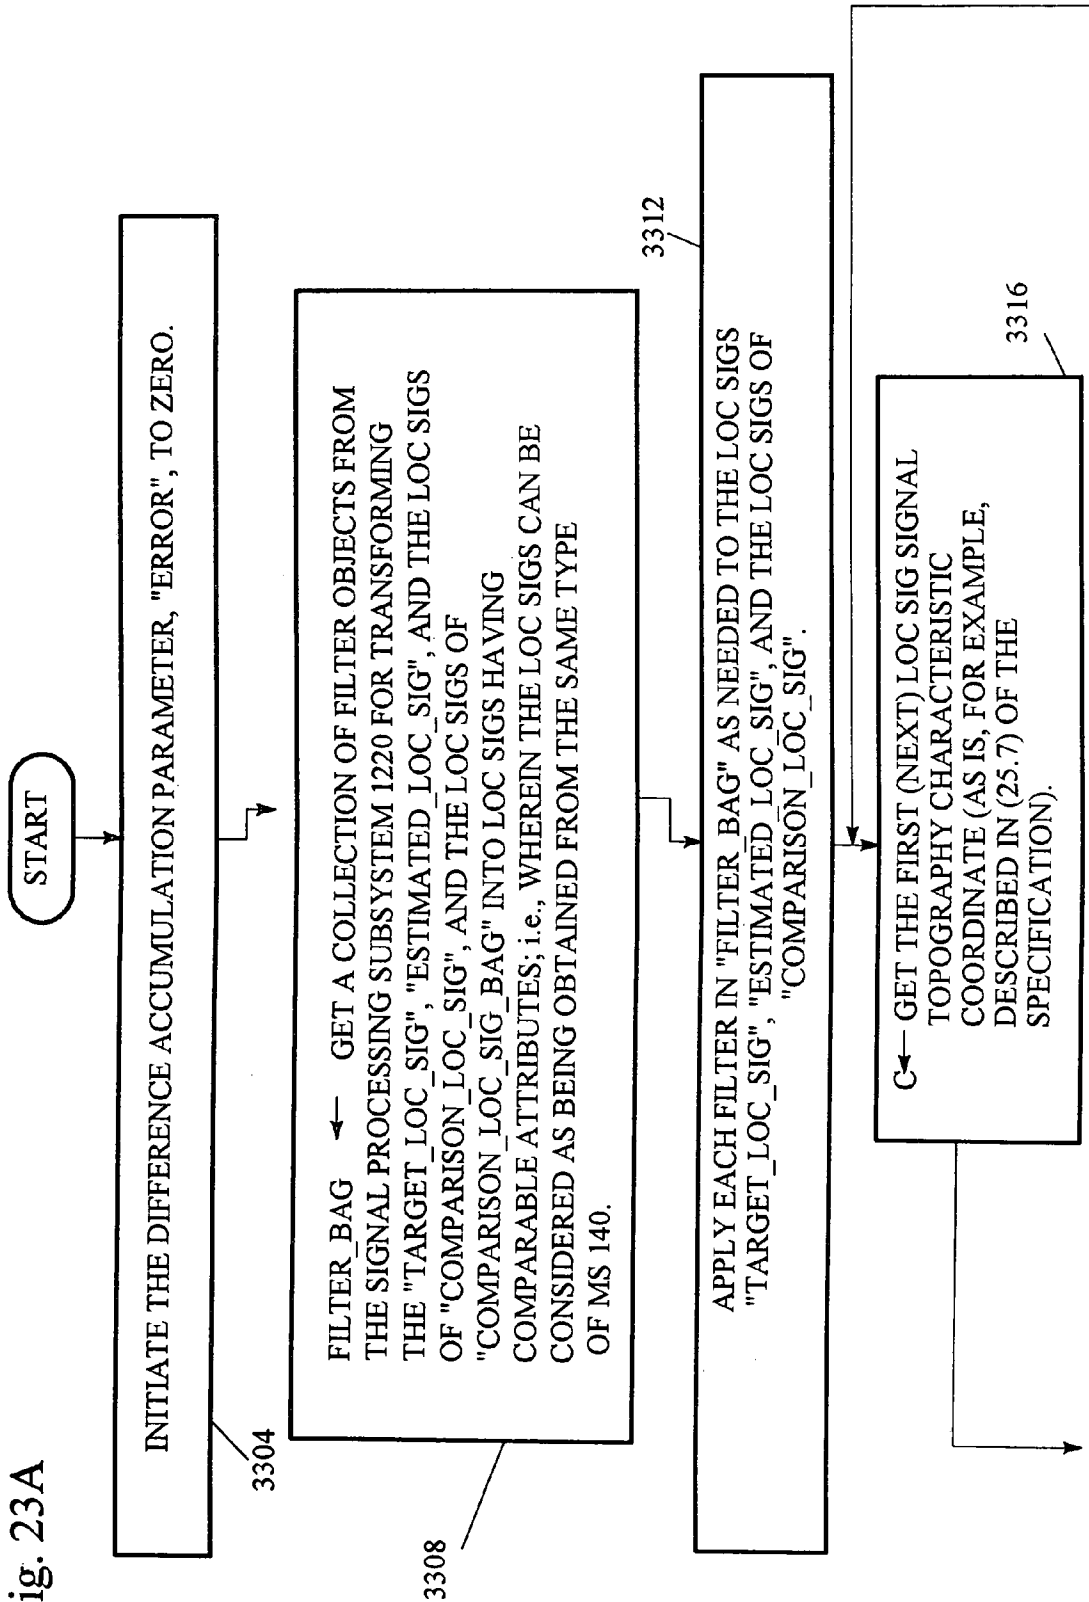 ig. 23A
START
INITIATE THE DIFFERENCE ACCUMULATION PARAMETER, "ERROR", TO ZERO.
3304
FILTER_BAG ← GET A COLLECTION OF FILTER OBJECTS FROM
THE SIGNAL PROCESSING SUBSYSTEM 1220 FOR TRANSFORMING
THE "TARGET_LOC_SIG", "ESTIMATED_LOC_SIG", AND THE LOC SIGS
OF "COMPARISON_LOC_SIG", AND THE LOC SIGS OF
"COMPARISON_LOC_SIG_BAG" INTO LOC SIGS HAVING
COMPARABLE ATTRIBUTES; i.e., WHEREIN THE LOC SIGS CAN BE
CONSIDERED AS BEING OBTAINED FROM THE SAME TYPE
OF MS 140.
3308
3312
APPLY EACH FILTER IN "FILTER_BAG" AS NEEDED TO THE LOC SIGS
"TARGET_LOC_SIG", "ESTIMATED_LOC_SIG", AND THE LOC SIGS OF
"COMPARISON_LOC_SIG".
C ← GET THE FIRST (NEXT) LOC SIG SIGNAL
TOPOGRAPHY CHARACTERISTIC
COORDINATE (AS IS, FOR EXAMPLE,
DESCRIBED IN (25.7) OF THE
SPECIFICATION).
3316